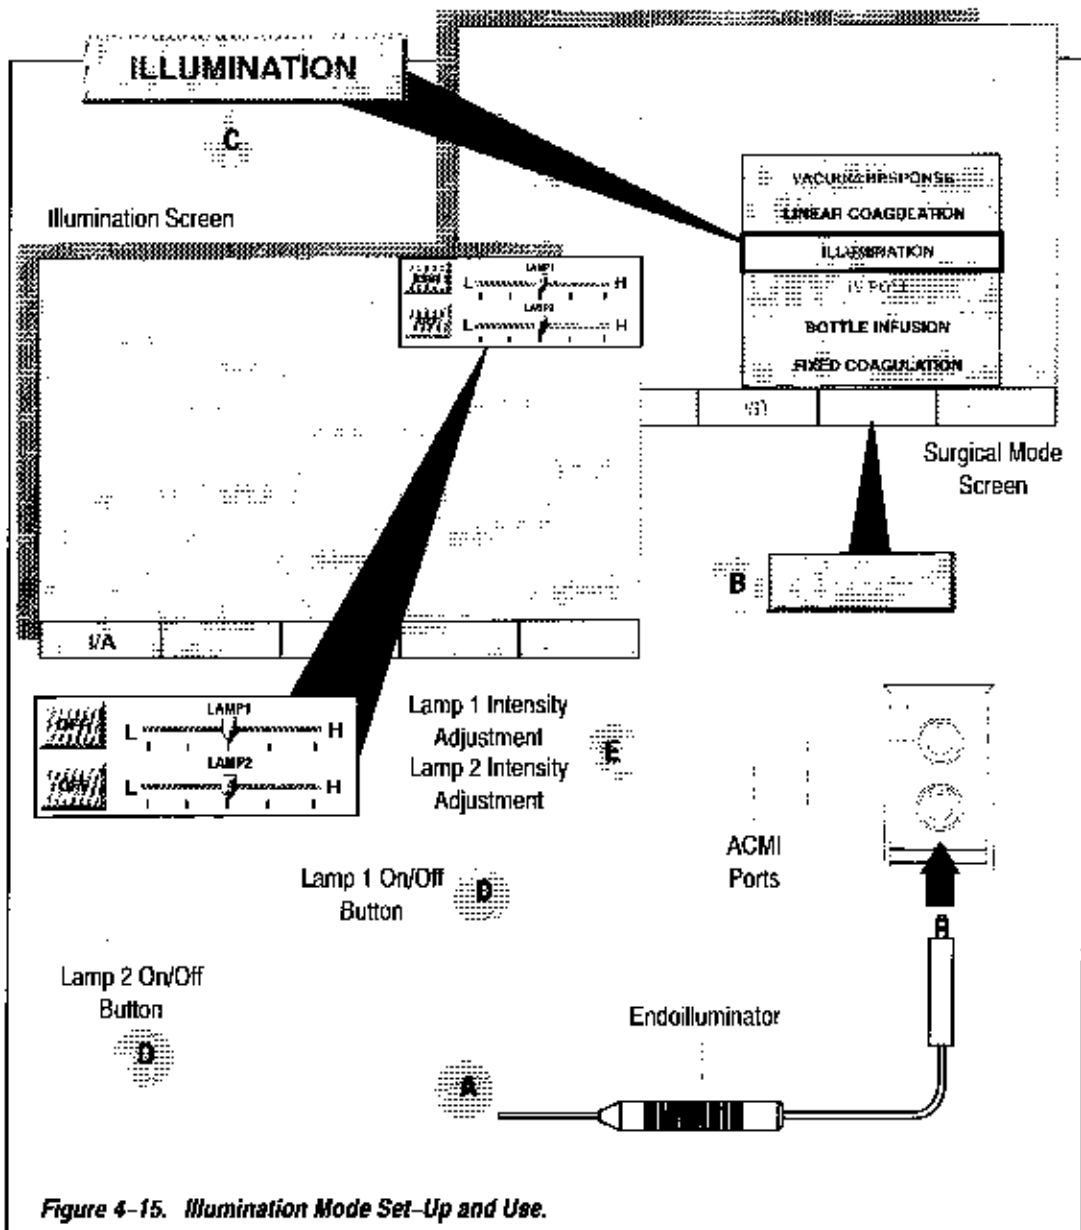 ILLUMINATION
C
Illumination Screen
LINEAR COAGULATION
ILLUMINATION
BOTTLE INFUSION
FIXED COAGULATION
LAMP1
L H
LAMP2
L H
Surgical Mode
Screen
B
I/A
LAMP1
OFF L H
LAMP2
OFF L H
Lamp 1 Intensity
Adjustment
Lamp 2 Intensity
Adjustment
E
ACMI
Ports
Lamp 1 On/Off
Button
D
Lamp 2 On/Off
Button
D
Endoilluminator
A
Figure 4-15. Illumination Mode Set-Up and Use.